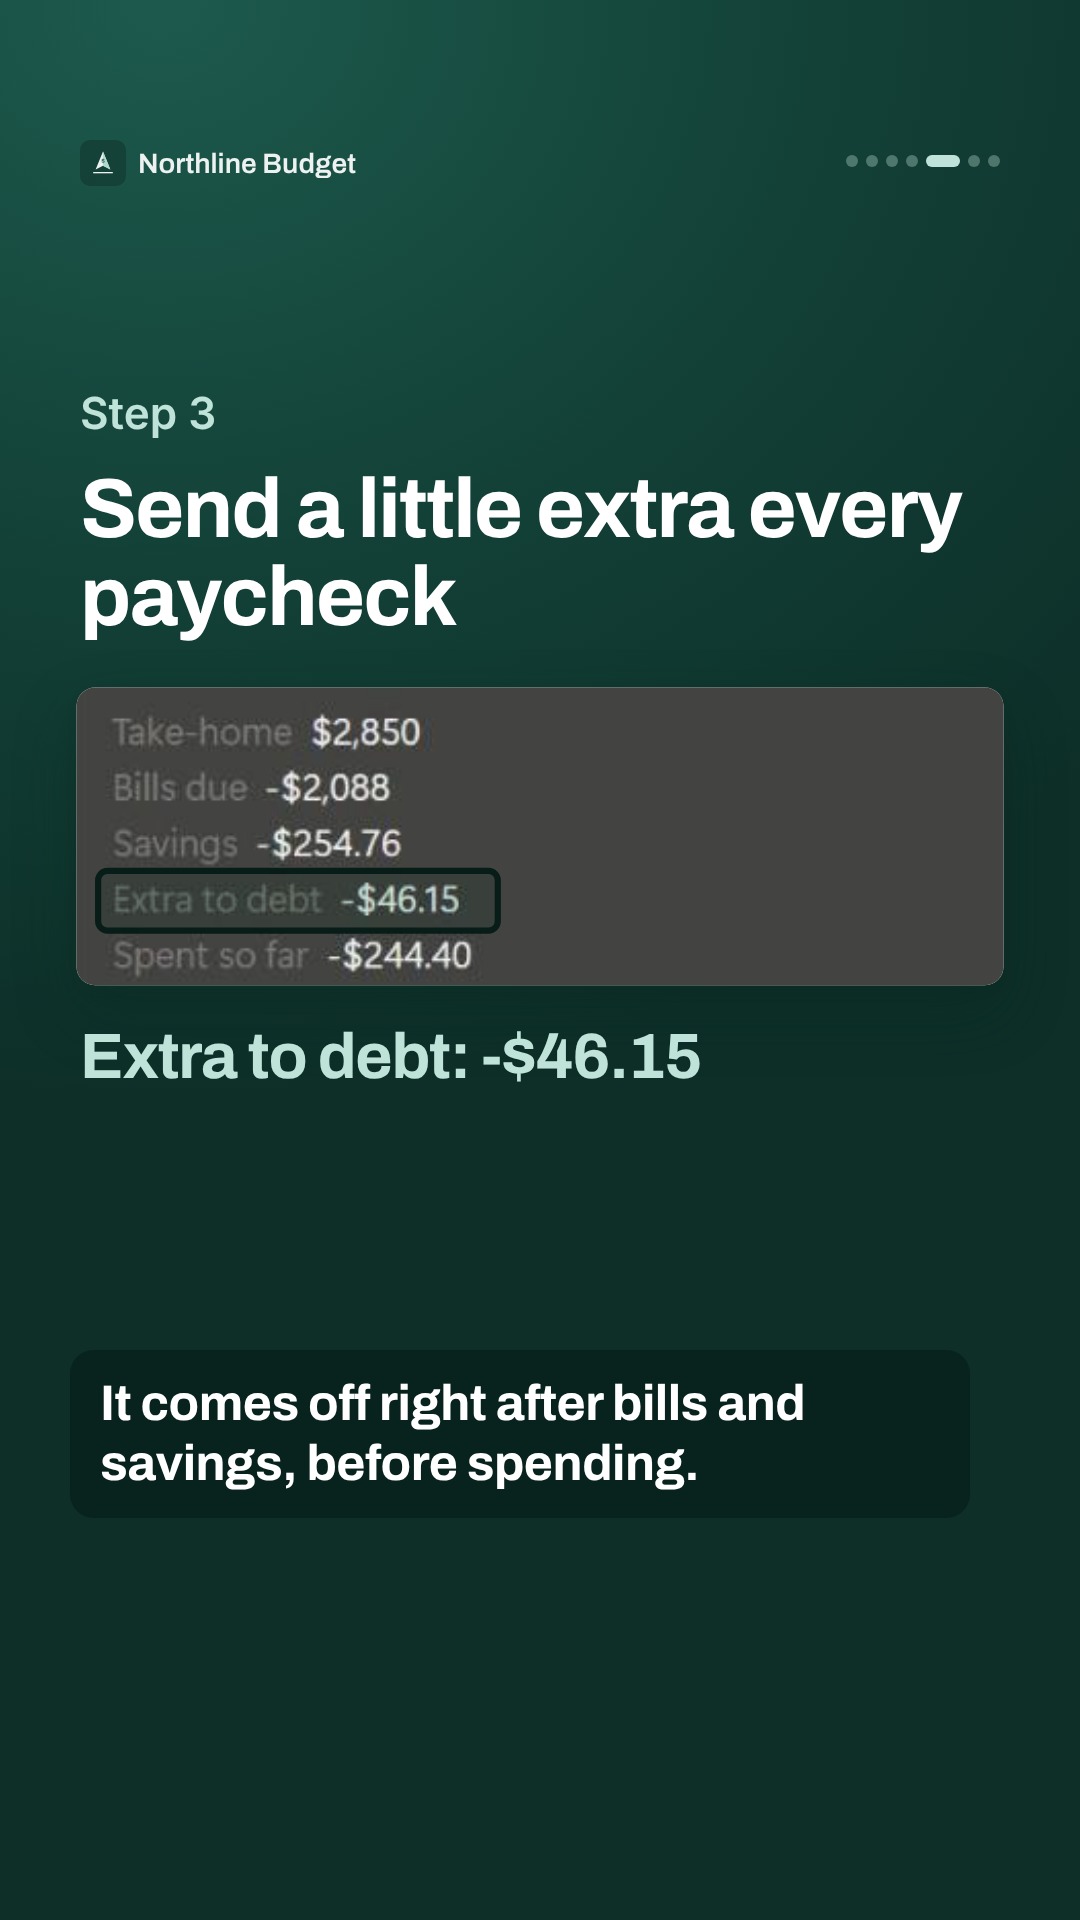 Northline Budget
Step 3
Send a little extra every
paycheck
Take-home $2,850
Bills due -$2,088
Savings -$254.76
Extra to debt -$46.15
Spent so far -$244.40
Extra to debt: -$46.15
It comes off right after bills and
savings, before spending.